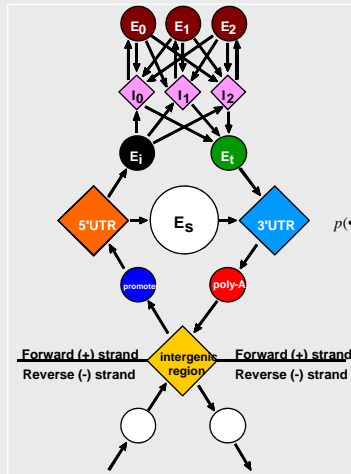 E0 E1 E2
I0 I1 I2
Ei Et
5'UTR Es 3'UTR
p(
promote poly-A
Forward (+) strand intergenic Forward (+) strand
Reverse (-) strand region Reverse (-) strand